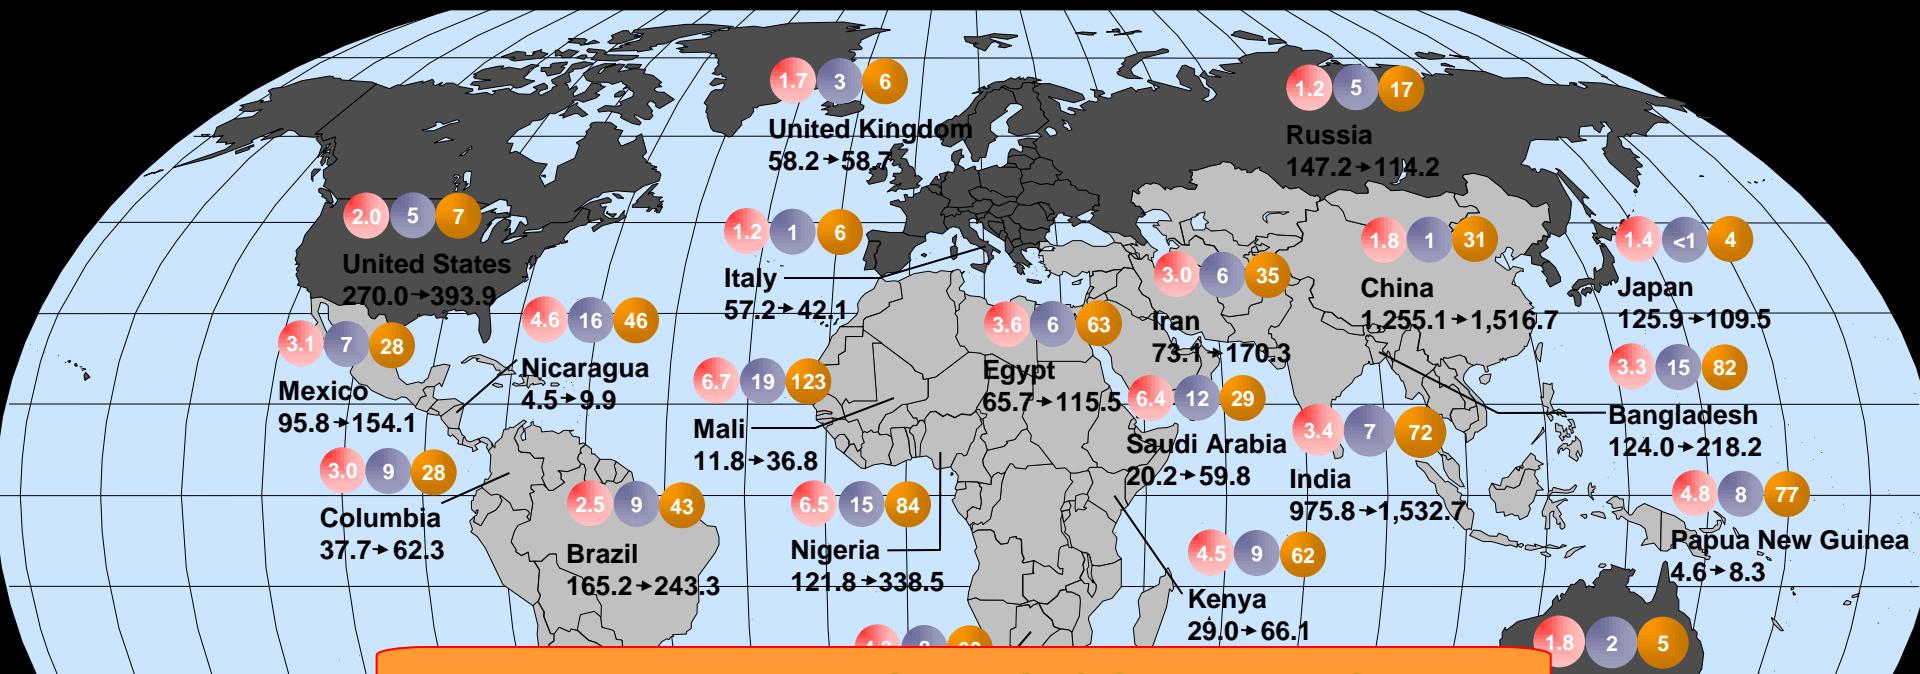 1.7 3 6
United Kingdom
58.2→58.7
1.2 5 17
Russia
147.2→114.2
2.0 5 7
United States
270.0→393.9
1.2 1 6
Italy
57.2→42.1
1.8 1 31
China
1,255.1→1,516.7
1.4 <1 4
Japan
125.9→109.5
3.0 6 35
Iran
73.1→170.3
4.6 16 46
Nicaragua
4.5→9.9
3.6 6 63
Egypt
65.7→115.5
3.1 7 28
Mexico
95.8→154.1
6.7 19 123
Mali
11.8→36.8
6.4 12 29
Saudi Arabia
20.2→59.8
3.3 15 82
Bangladesh
124.0→218.2
3.4 7 72
India
975.8→1,532.7
3.0 9 28
Columbia
37.7→62.3
2.5 9 43
Brazil
165.2→243.3
6.5 15 84
Nigeria
121.8→338.5
4.8 8 77
Papua New Guinea
4.6→8.3
4.5 9 62
Kenya
29.0→66.1
1.8 2 5